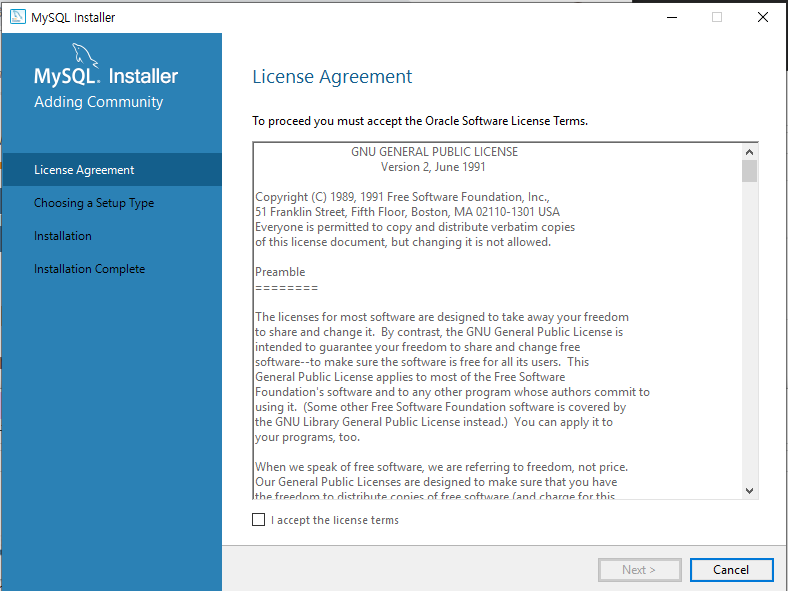 MySQL Installer
MySQL. Installer
Adding Community
License Agreement
Choosing a Setup Type
Installation
Installation Complete
License Agreement
To proceed you must accept the Oracle Software License Terms.
GNU GENERAL PUBLIC LICENSE
Version 2, June 1991
Copyright (C) 1989, 1991 Free Software Foundation, Inc.,
51 Franklin Street, Fifth Floor, Boston, MA 02110-1301 USA
Everyone is permitted to copy and distribute verbatim copies
of this license document, but changing it is not allowed.
Preamble
========
The licenses for most software are designed to take away your freedom
to share and change it.  By contrast, the GNU General Public License is
intended to guarantee your freedom to share and change free
software--to make sure the software is free for all its users.  This
General Public License applies to most of the Free Software
Foundation's software and to any other program whose authors commit to
using it.  (Some other Free Software Foundation software is covered by
the GNU Library General Public License instead.)  You can apply it to
your programs, too.
When we speak of free software, we are referring to freedom, not price.
Our General Public Licenses are designed to make sure that you have
the freedom to distribute copies of free software (and charge for this
I accept the license terms
Next >
Cancel